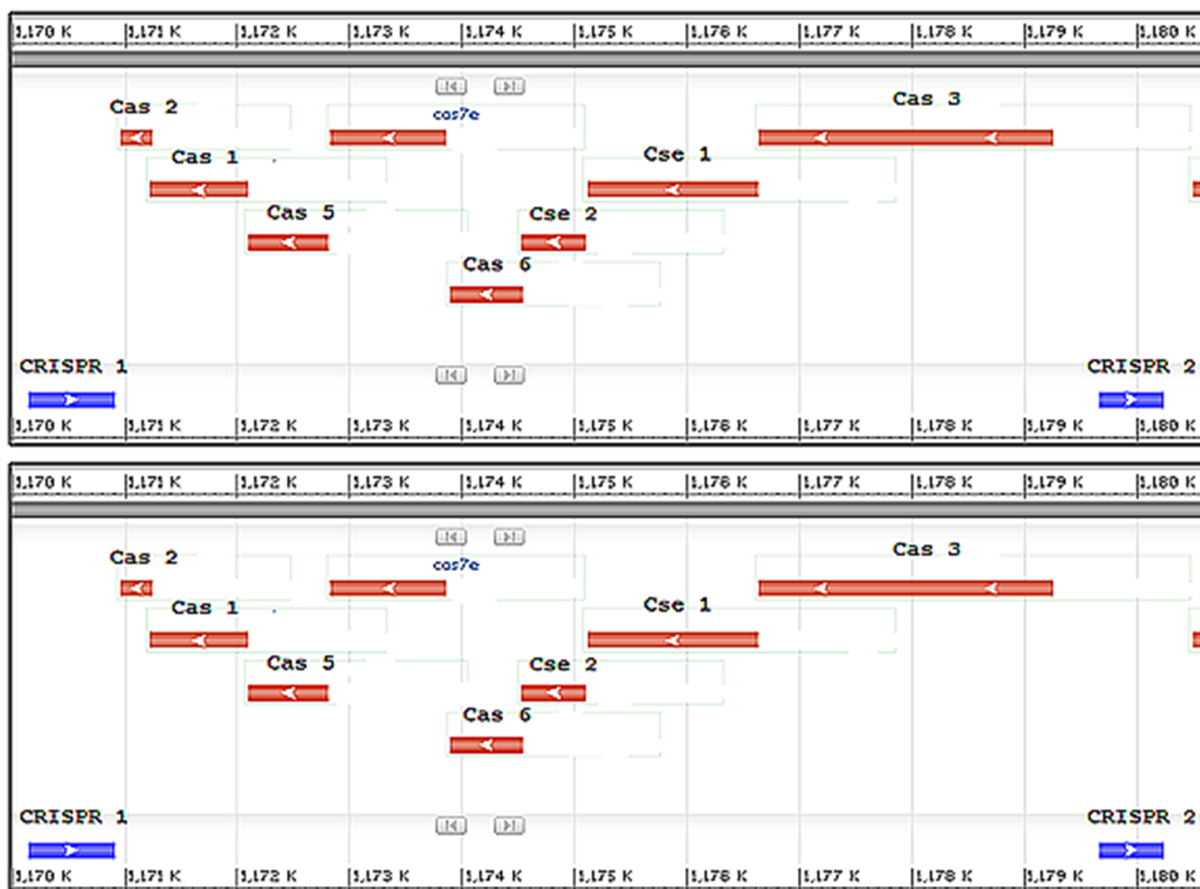 1,170 K 1,171 K 1,172 K 1,173 K 1,174 K 1,175 K 1,176 K 1,177 K 1,178 K 1,179 K 1,180 K
Cas 3
Cas 2
cas7e
Cas 1
Cse 1
Cas 5
Cse 2
Cas 6
CRISPR 1
CRISPR 2
1,170 K 1,171 K 1,172 K 1,173 K 1,174 K 1,175 K 1,176 K 1,177 K 1,178 K 1,179 K 1,180 K
1,170 K 1,171 K 1,172 K 1,173 K 1,174 K 1,175 K 1,176 K 1,177 K 1,178 K 1,179 K 1,180 K
Cas 3
Cas 2
cas7e
Cas 1
Cse 1
Cas 5
Cse 2
Cas 6
CRISPR 1
CRISPR 2
1,170 K 1,171 K 1,172 K 1,173 K 1,174 K 1,175 K 1,176 K 1,177 K 1,178 K 1,179 K 1,180 K